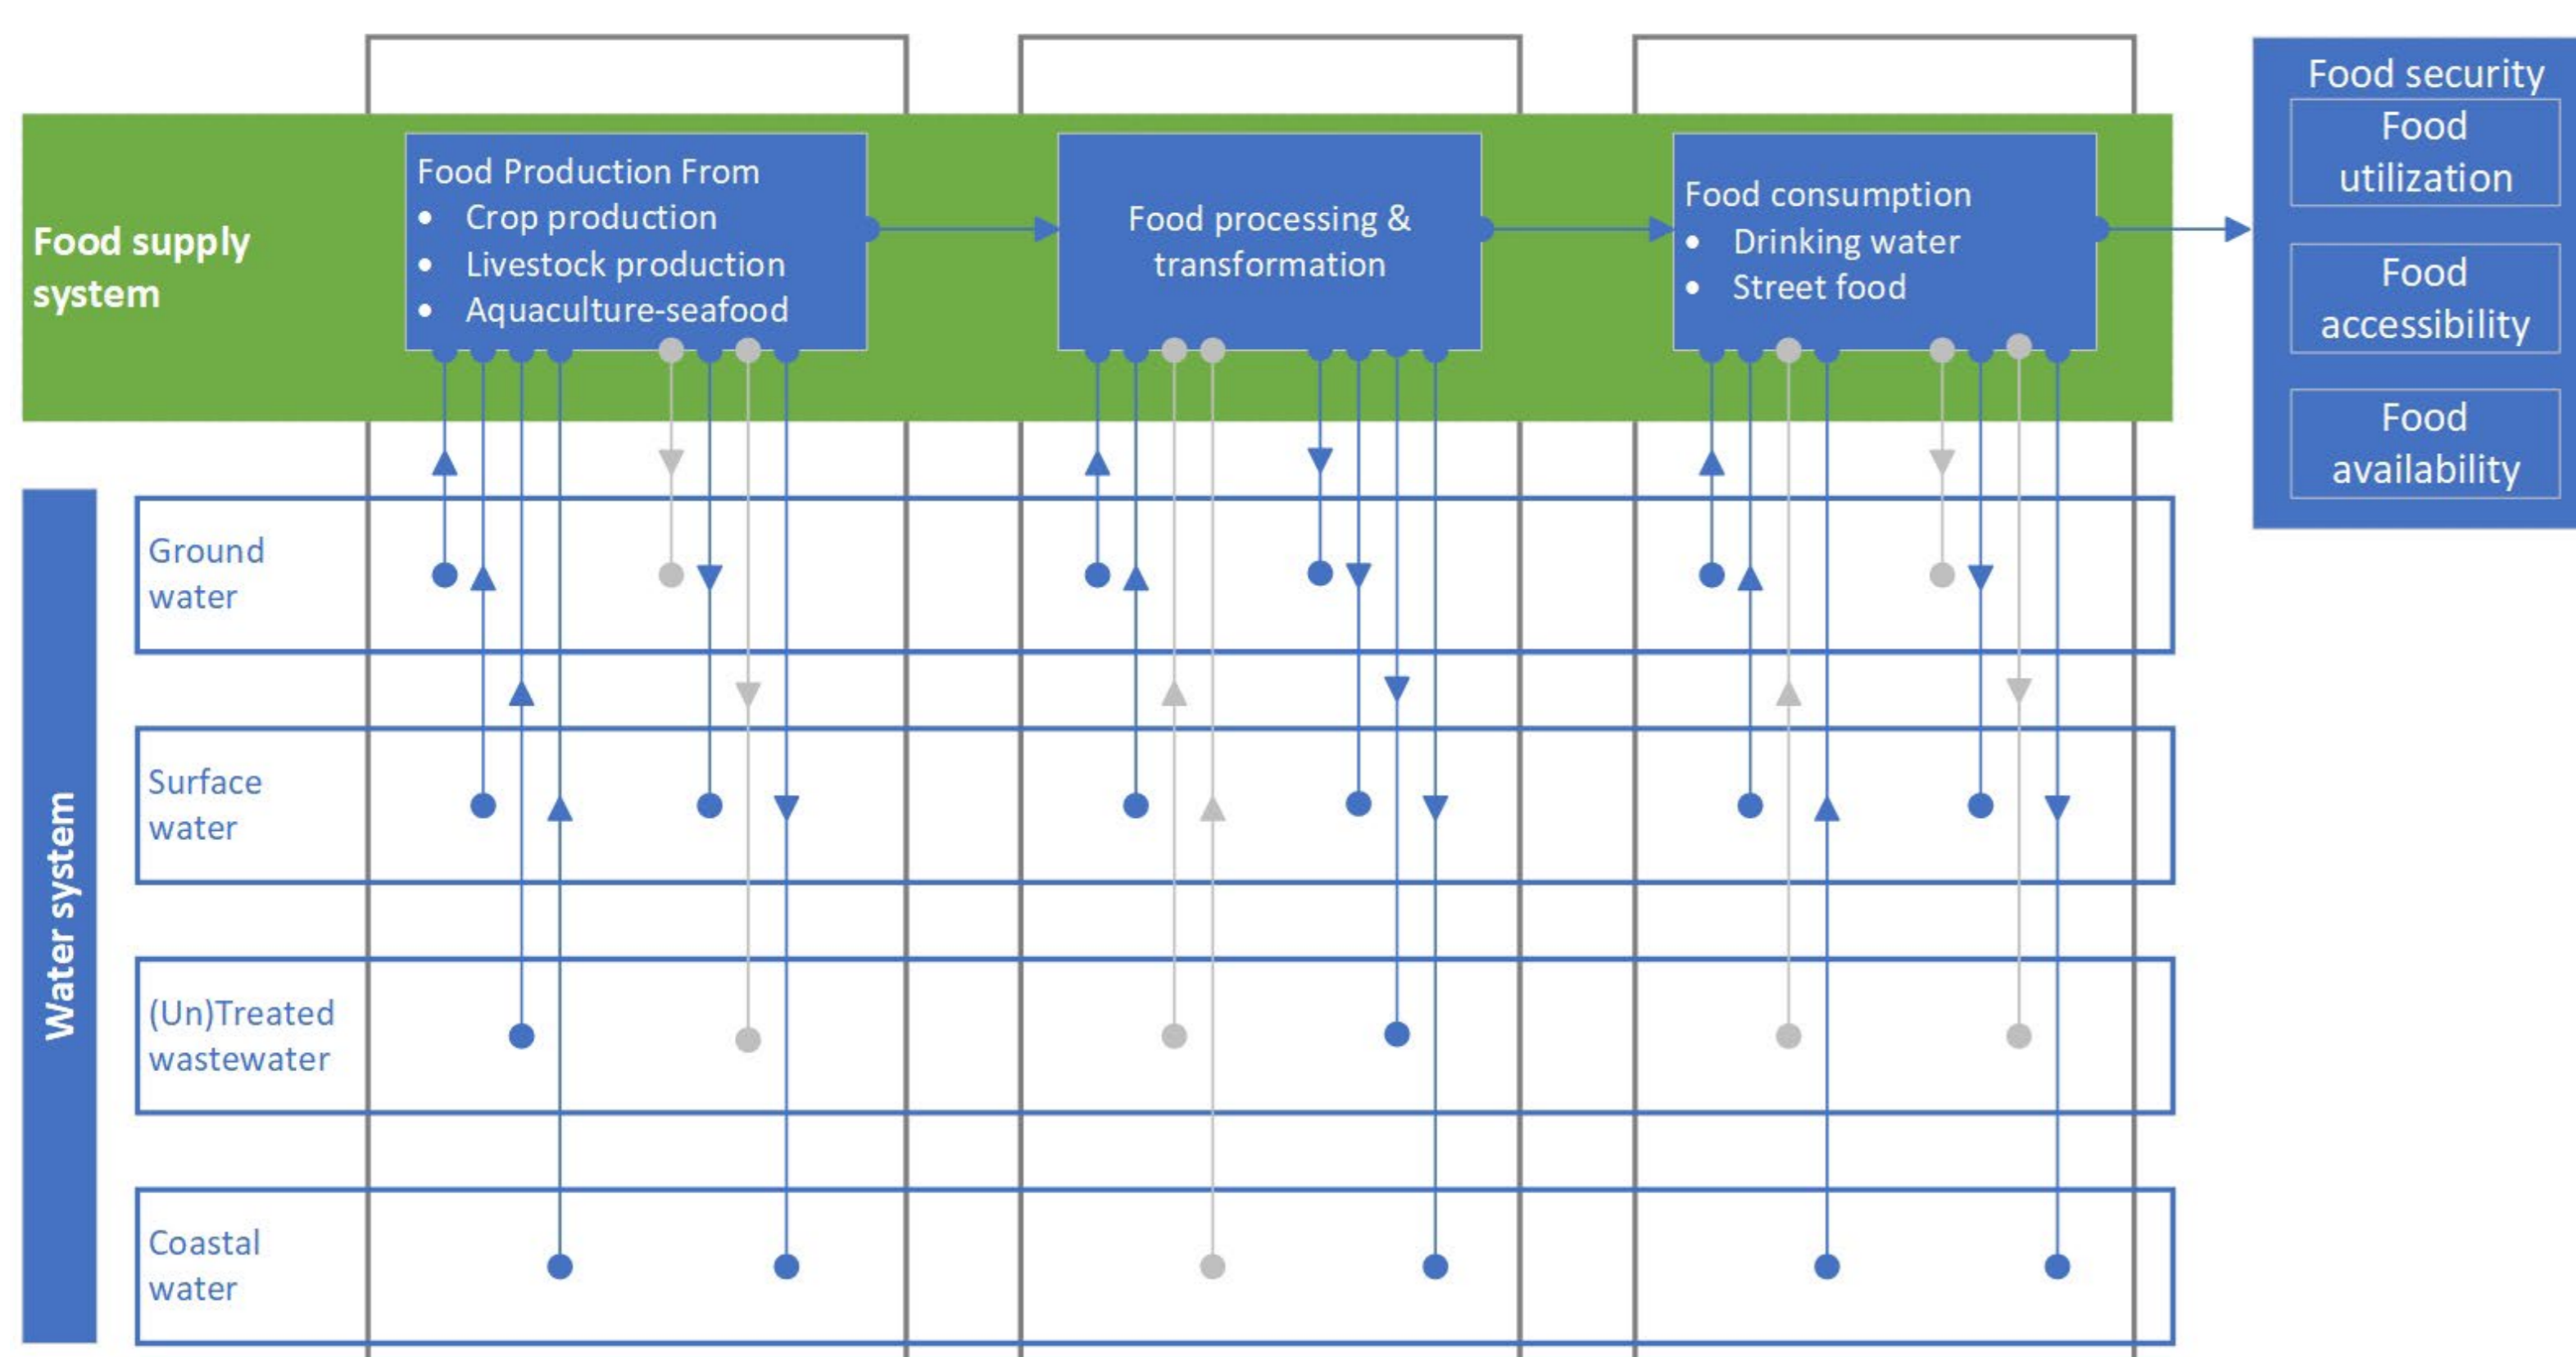 Food supply
system
Food Production From
• Crop production
• Livestock production
• Aquaculture-seafood
Food processing &
transformation
Food consumption
• Drinking water
• Street food
Food security
Food
utilization
Food
accessibility
Food
availability
Water system
Ground
water
Surface
water
(Un)Treated
wastewater
Coastal
water